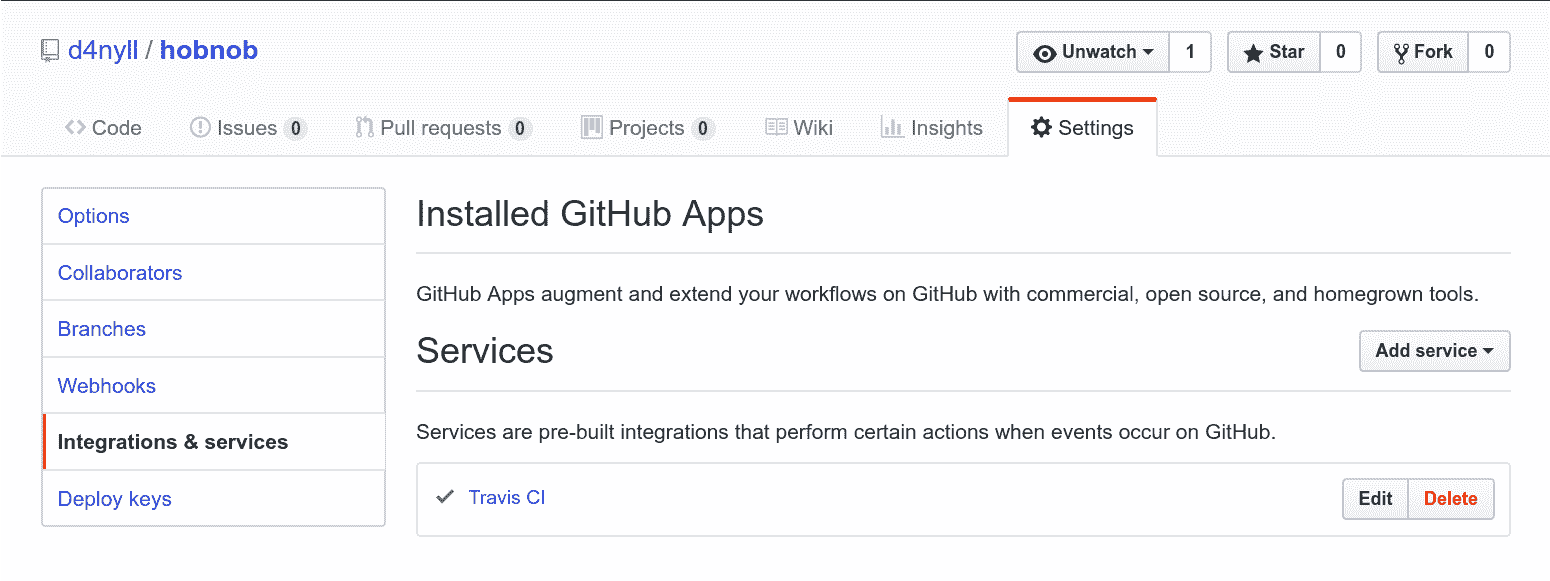 d4nyll / hobnob
Unwatch 1 Star 0 Fork 0
Code Issues 0 Pull requests 0 Projects 0 Wiki Insights Settings
Options
Collaborators
Branches
Webhooks
Integrations & services
Deploy keys
Installed GitHub Apps
GitHub Apps augment and extend your workflows on GitHub with commercial, open source, and homegrown tools.
Services Add service
Services are pre-built integrations that perform certain actions when events occur on GitHub.
Travis CI Edit Delete